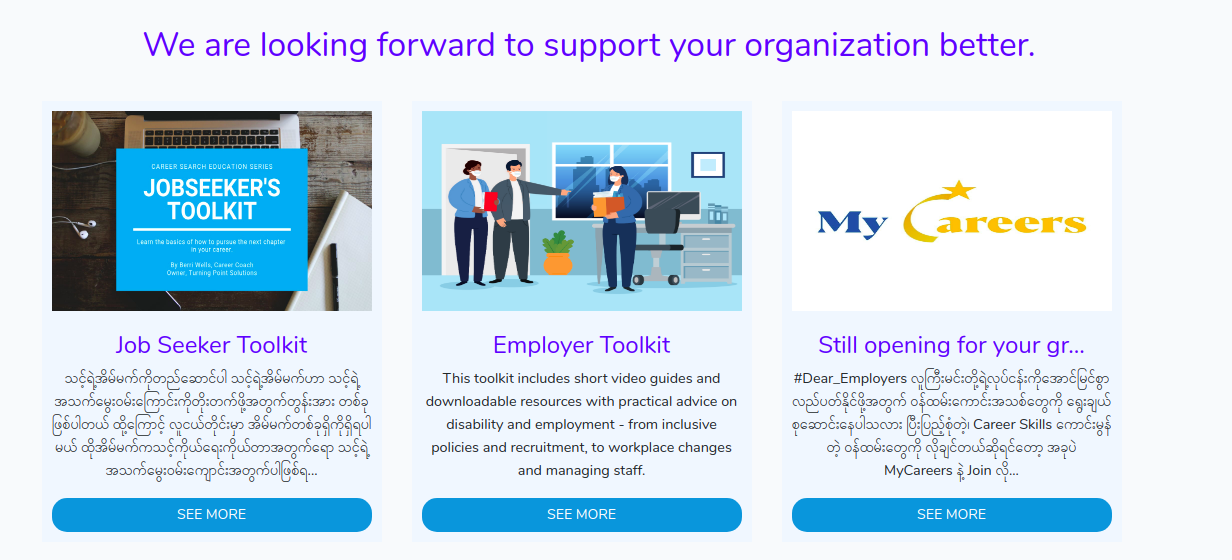 We are looking forward to support your organization better.
CAREER SEARCH EDUCATION SERIES
JOBSEEKER'S
TOOLKIT
Learn the basics of how to pursue the next chapter
in your career.
By Berri Wells, Career Coach
Owner, Turning Point Solutions
My Careers
Job Seeker Toolkit
သင့်ရဲ့အိမ်မက်ကိုတည်ဆောင်ပါ သင့်ရဲ့အိမ်မက်ဟာ သင့်ရဲ့
အသက်မွေးဝမ်းကြောင်းကိုတိုးတက်ဖို့အတွက်တွန်းအား တစ်ခု
ဖြစ်ပါတယ် ထို့ကြောင့် လူငယ်တိုင်းမှာ အိမ်မက်တစ်ခုရှိကိုရှိရပါ
မယ် ထိုအိမ်မက်ကသင့်ကိုယ်ရေးကိုယ်တာအတွက်ရော သင့်ရဲ့
အသက်မွေးဝမ်းကျောင်းအတွက်ပါဖြစ်ရ...
SEE MORE
Employer Toolkit
This toolkit includes short video guides and
downloadable resources with practical advice on
disability and employment - from inclusive
policies and recruitment, to workplace changes
and managing staff.
SEE MORE
Still opening for your gr...
#Dear_Employers လူကြီးမင်းတို့ရဲ့လုပ်ငန်းကိုအောင်မြင်စွာ
လည်ပတ်နိုင်ဖို့အတွက် ဝန်ထမ်းကောင်းအသစ်တွေကို ရွေးချယ်
စုဆောင်းနေပါသလား ပြီးပြည့်စုံတဲ့၊ Career Skills ကောင်းမွန်
တဲ့ ဝန်ထမ်းတွေကို လိုချင်တယ်ဆိုရင်တော့ အခုပဲ
MyCareers နဲ့ Join လို...
SEE MORE